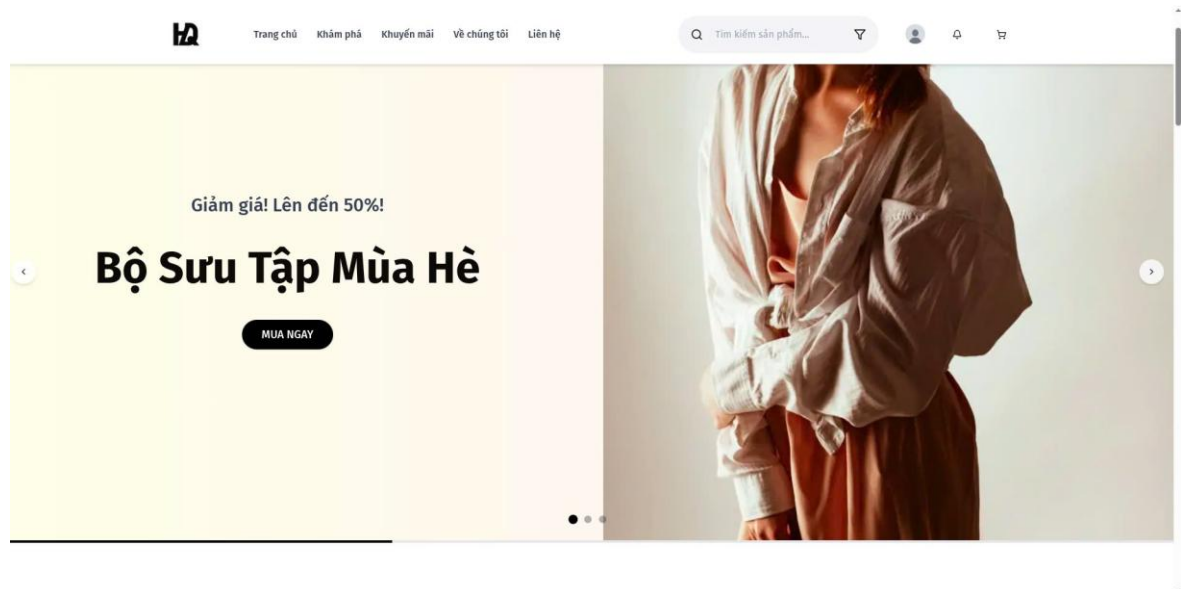 HQ
Trang chủ Khám phá Khuyến mãi Về chúng tôi Liên hệ
Tìm kiếm sản phẩm...
Giảm giá! Lên đến 50%!
Bộ Sưu Tập Mùa Hè
MUA NGAY